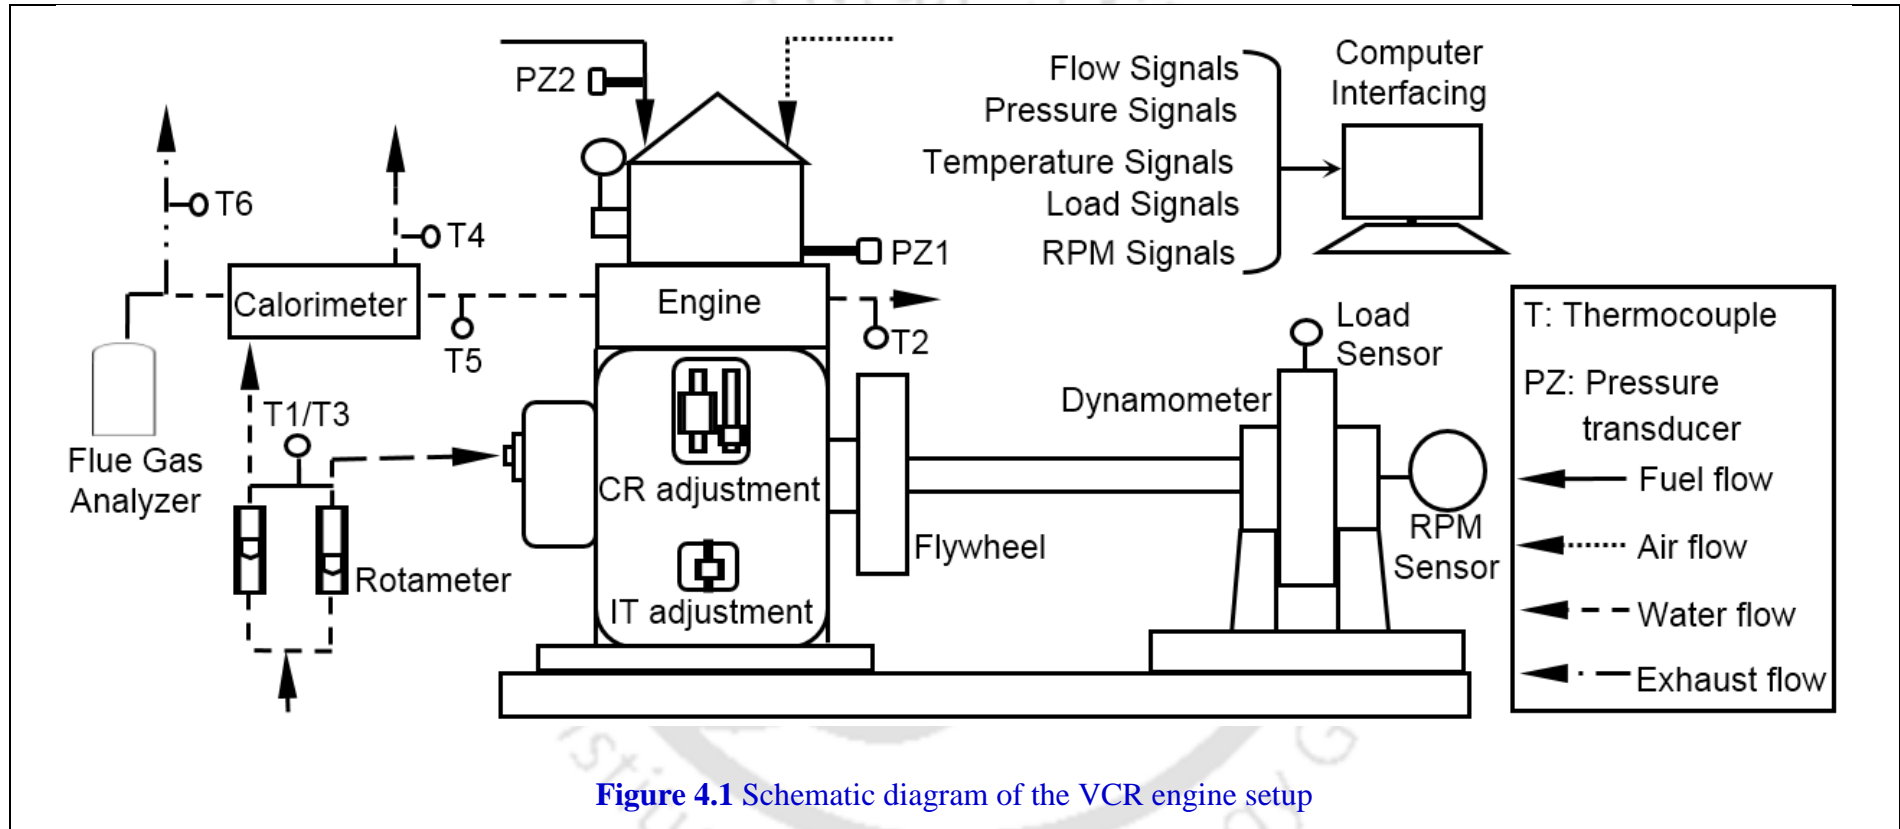 PZ2
Flow Signals
Pressure Signals
Temperature Signals
Load Signals
RPM Signals
Computer
Interfacing
T6
T4
PZ1
Calorimeter
Engine
T5
T2
T1/T3
Flue Gas
Analyzer
Rotameter
CR adjustment
IT adjustment
Flywheel
Dynamometer
Load
Sensor
RPM
Sensor
T: Thermocouple
PZ: Pressure
transducer
Fuel flow
Air flow
Water flow
Exhaust flow
Figure 4.1 Schematic diagram of the VCR engine setup